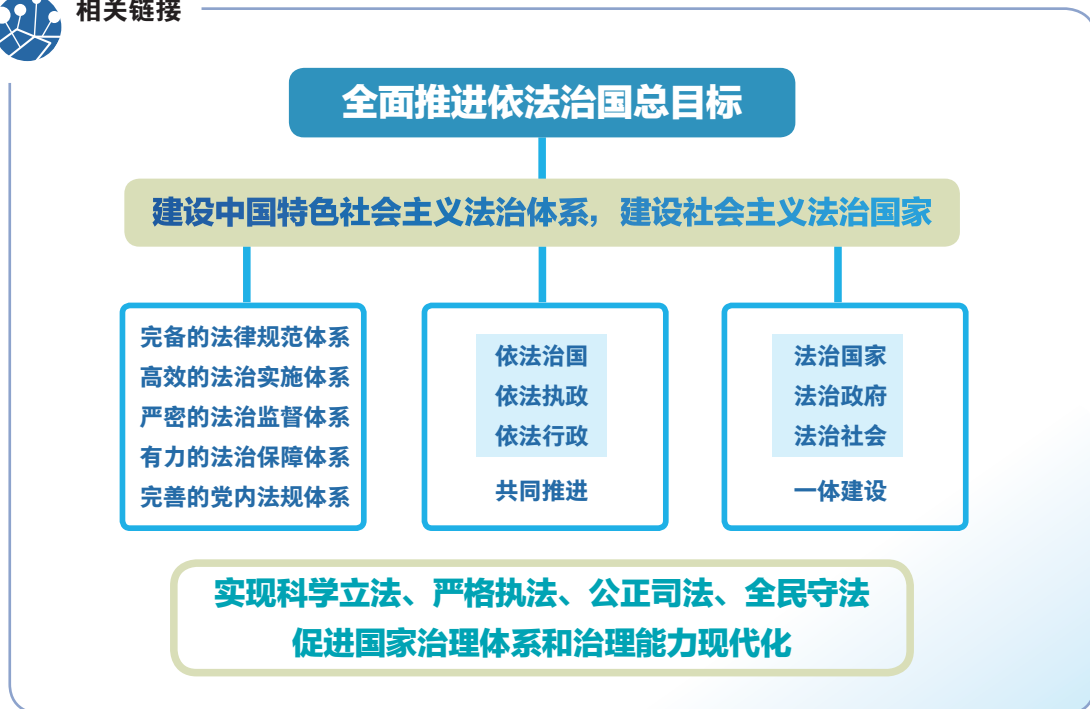 相关链接
全面推进依法治国总目标
建设中国特色社会主义法治体系，建设社会主义法治国家
完备的法律规范体系
高效的法治实施体系
严密的法治监督体系
有力的法治保障体系
完善的党内法规体系
依法治国
依法执政
依法行政
共同推进
法治国家
法治政府
法治社会
一体建设
实现科学立法、严格执法、公正司法、全民守法
促进国家治理体系和治理能力现代化